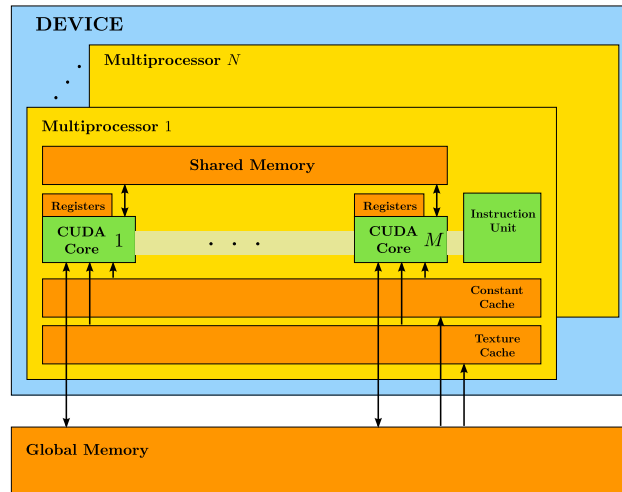 DEVICE
Multiprocessor N
Multiprocessor 1
Shared Memory
Registers
Registers
CUDA
Core 1
. . .
CUDA
Core M
Instruction
Unit
Constant
Cache
Texture
Cache
Global Memory